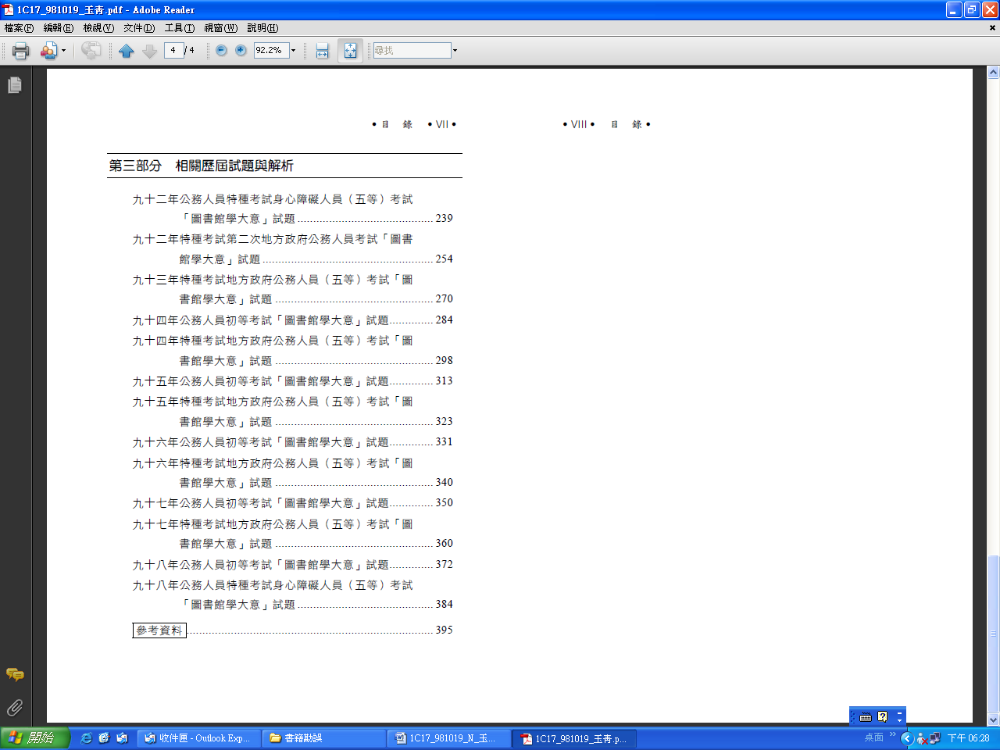 1C17_981019_玉青.pdf - Adobe Reader
檔案(F) 編輯(E) 檢視(V) 文件(D) 工具(T) 視窗(W) 說明(H)
4 / 4 92.2% 尋找
•目 錄 •VII•
•VIII• 目 錄•
第三部分 相關歷屆試題與解析
九十二年公務人員特種考試身心障礙人員（五等）考試
「圖書館學大意」試題 ............................................ 239
九十二年特種考試第二次地方政府公務人員考試「圖書
館學大意」試題 ....................................................... 254
九十三年特種考試地方政府公務人員（五等）考試「圖
書館學大意」試題 ................................................... 270
九十四年公務人員初等考試「圖書館學大意」試題.............. 284
九十四年特種考試地方政府公務人員（五等）考試「圖
書館學大意」試題 ................................................... 298
九十五年公務人員初等考試「圖書館學大意」試題.............. 313
九十五年特種考試地方政府公務人員（五等）考試「圖
書館學大意」試題 ................................................... 323
九十六年公務人員初等考試「圖書館學大意」試題.............. 331
九十六年特種考試地方政府公務人員（五等）考試「圖
書館學大意」試題 ................................................... 340
九十七年公務人員初等考試「圖書館學大意」試題.............. 350
九十七年特種考試地方政府公務人員（五等）考試「圖
書館學大意」試題 ................................................... 360
九十八年公務人員初等考試「圖書館學大意」試題.............. 372
九十八年公務人員特種考試身心障礙人員（五等）考試
「圖書館學大意」試題 ............................................ 384
參考資料............................................................................... 395
開始 收件匣 - Outlook Exp... 書籍勘誤 1C17_981019_N_玉... 1C17_981019_玉青.p... 桌面 » 下午 06:28